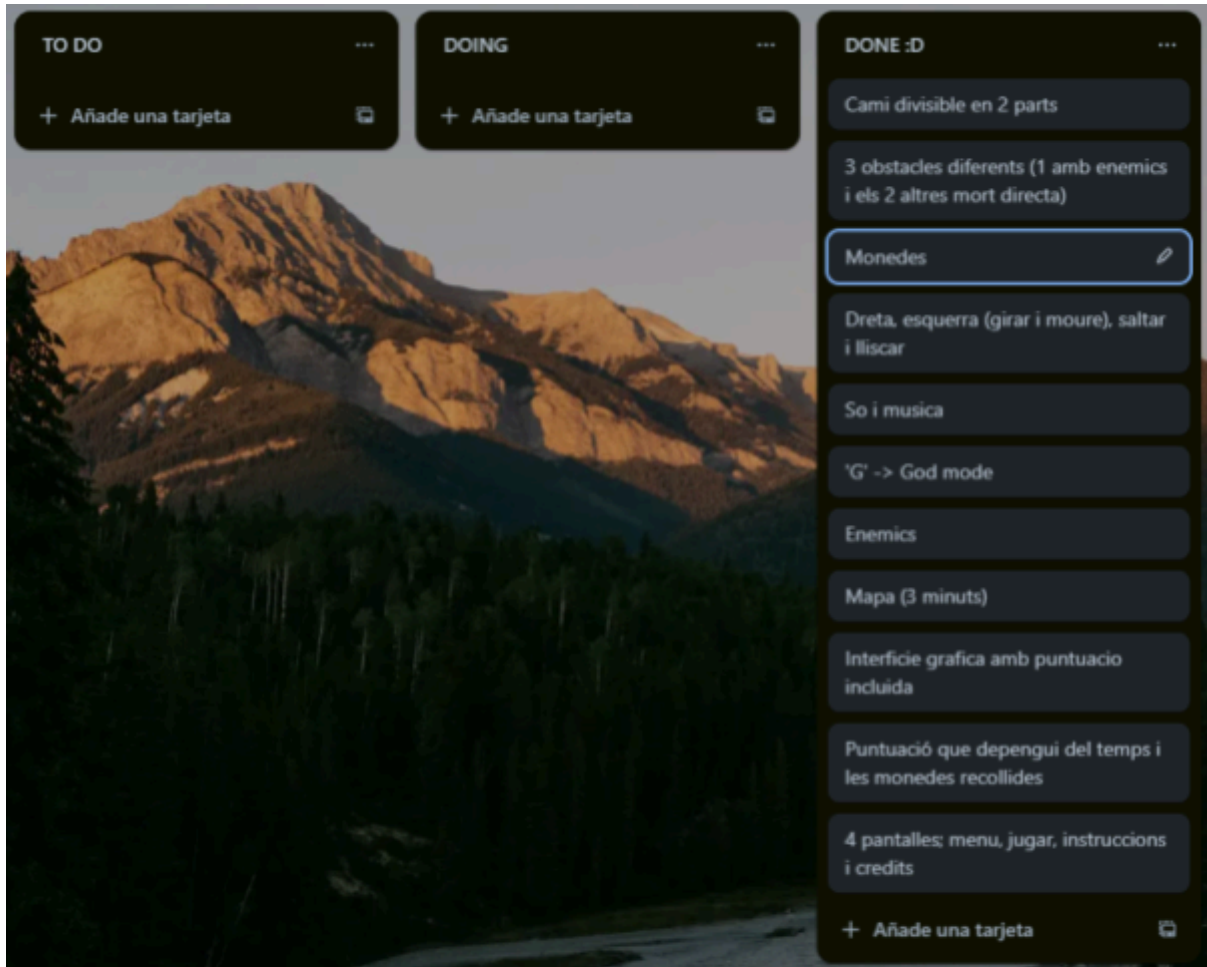 TO DO
Añade una tarjeta
DOING
Añade una tarjeta
DONE :D
Cami divisible en 2 parts
3 obstacles diferents (1 amb enemics
i els 2 altres mort directa)
Monedes
Dreta, esquerra (girar i moure), saltar
i lliscar
So i musica
'G' -> God mode
Enemics
Mapa (3 minuts)
Interficie grafica amb puntuacio
incluida
Puntuació que depengui del temps i
les monedes recollides
4 pantalles; menu, jugar, instruccions
i credits
Añade una tarjeta